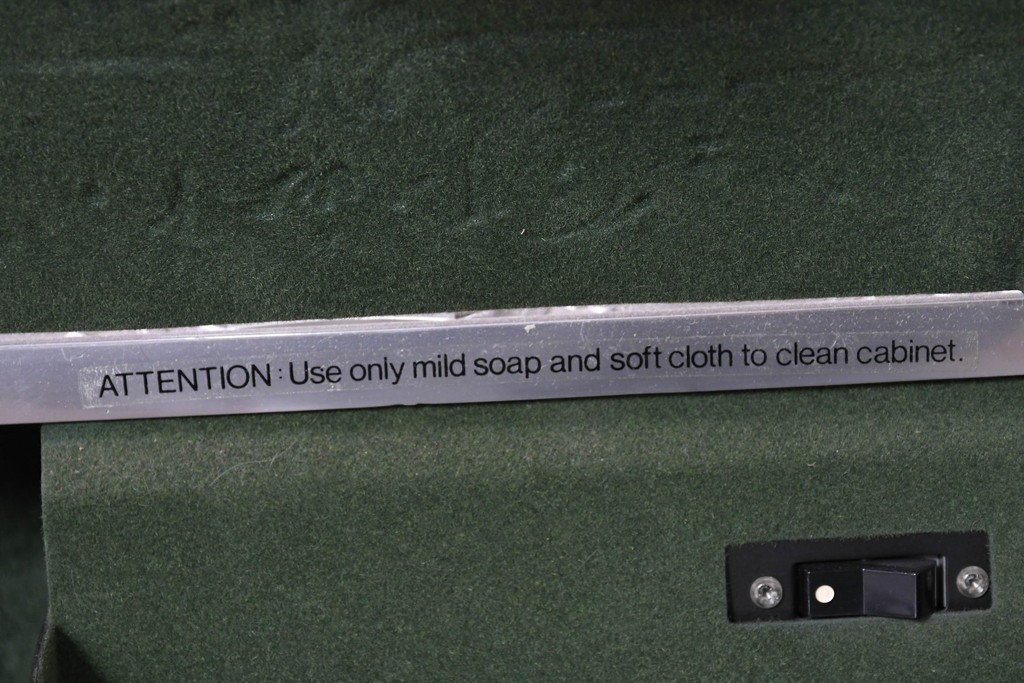 ATTENTION : Use only mild soap and soft cloth to clean cabinet.